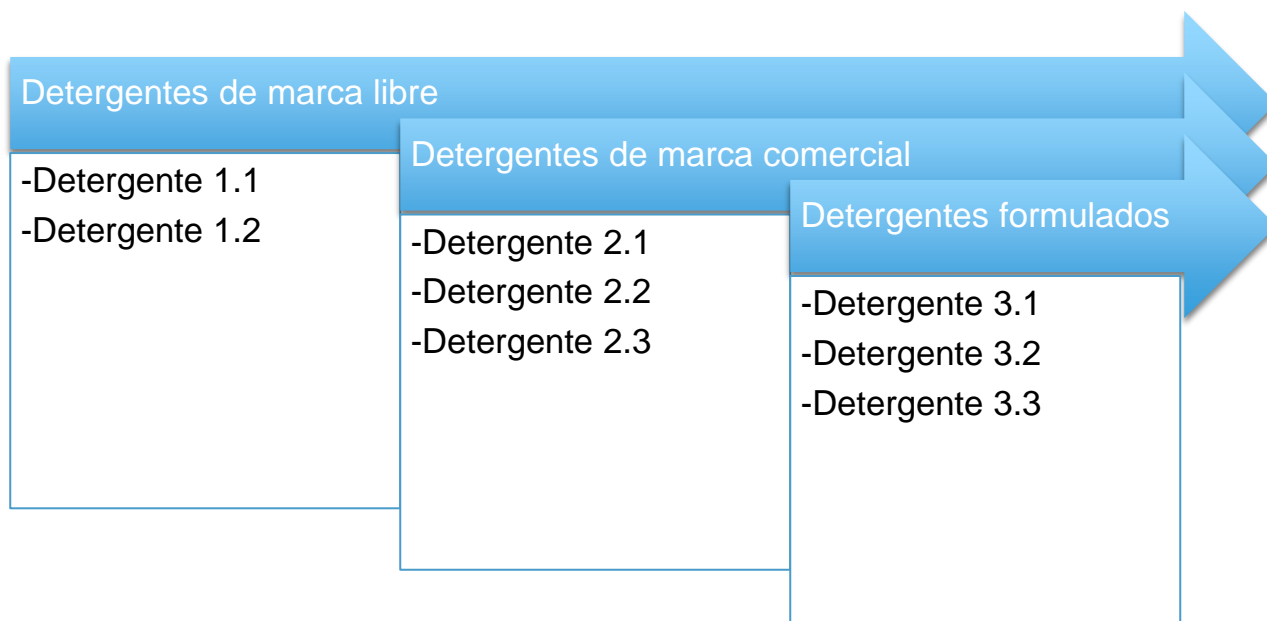 Detergentes de marca libre
-Detergente 1.1
-Detergente 1.2
Detergentes de marca comercial
-Detergente 2.1
-Detergente 2.2
-Detergente 2.3
Detergentes formulados
-Detergente 3.1
-Detergente 3.2
-Detergente 3.3